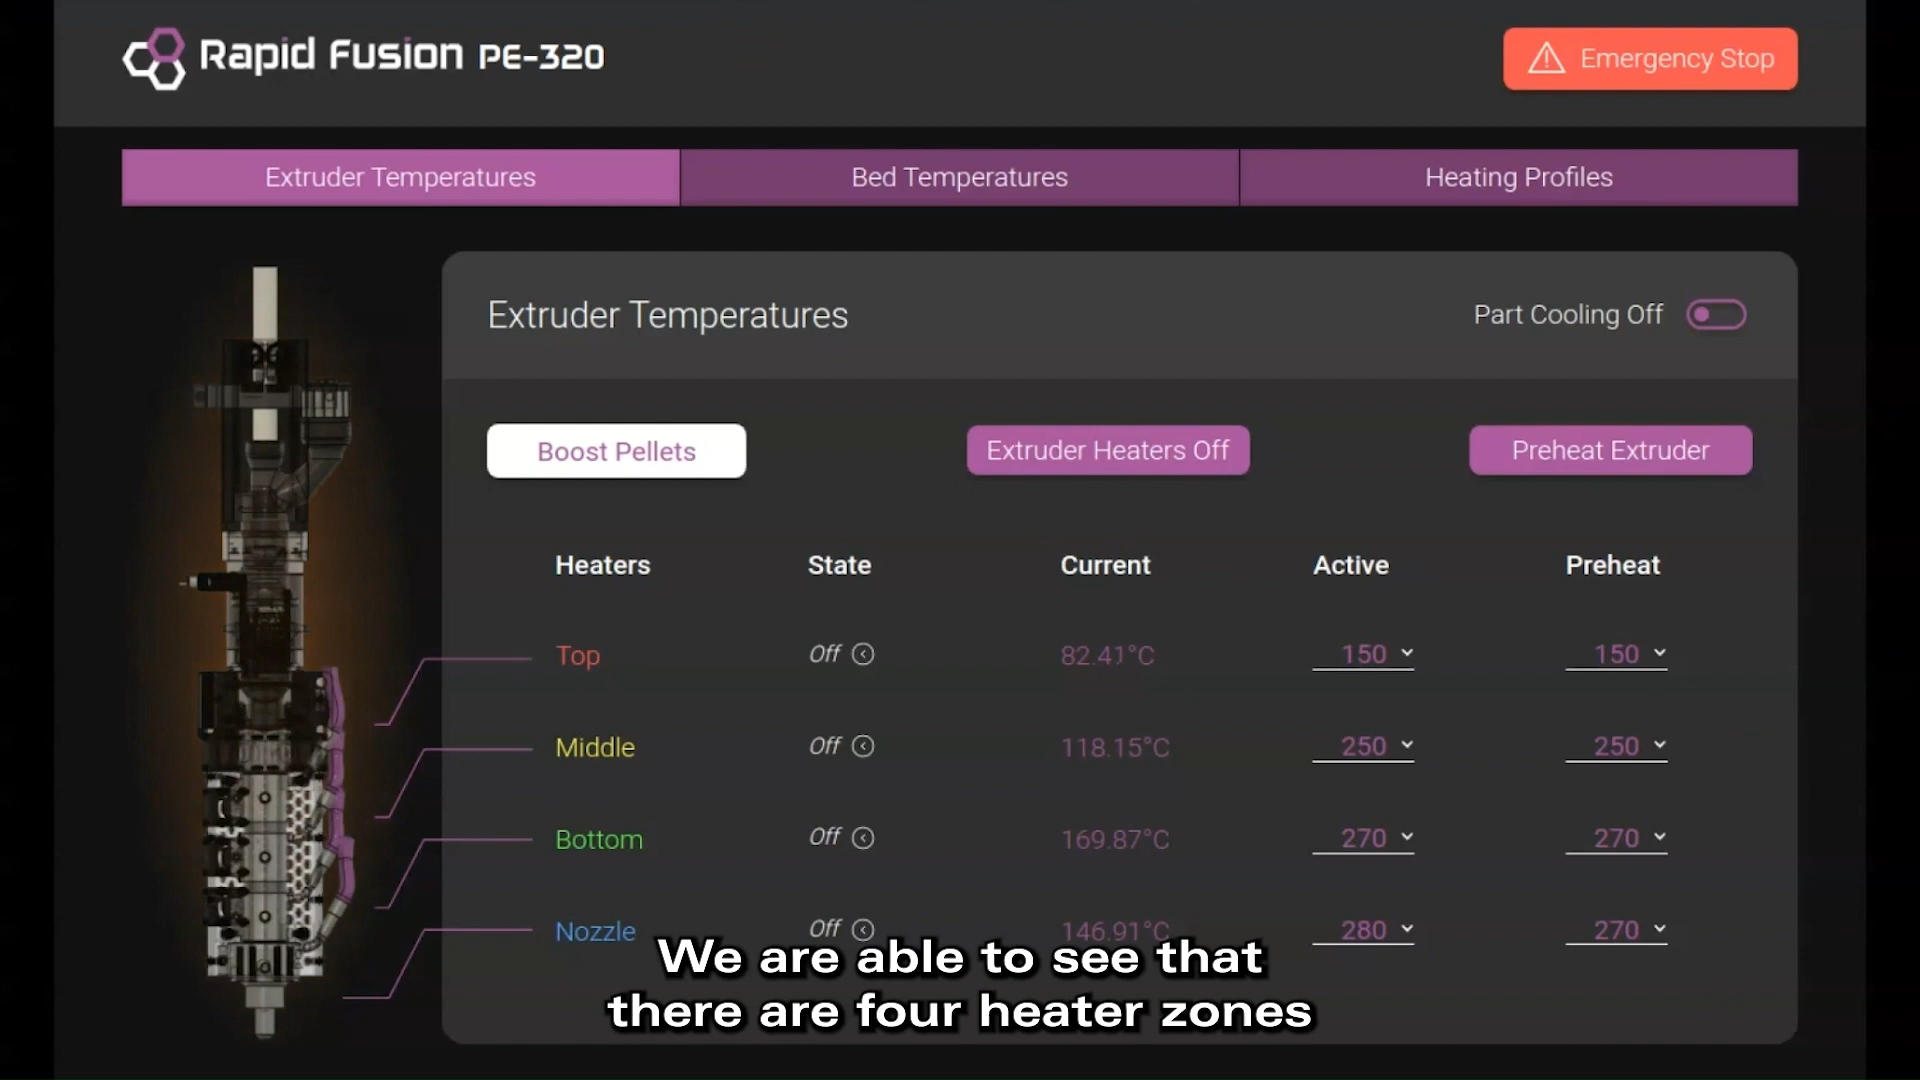 Rapid Fusion PE-320
Emergency Stop
Extruder Temperatures Bed Temperatures Heating Profiles
Extruder Temperatures Part Cooling Off
Boost Pellets Extruder Heaters Off Preheat Extruder
Heaters State Current Active Preheat
Top Off 82.41°C 150 150
Middle Off 118.15°C 250 250
Bottom Off 169.87°C 270 270
Nozzle Off 146.91°C 280 270
We are able to see that
there are four heater zones